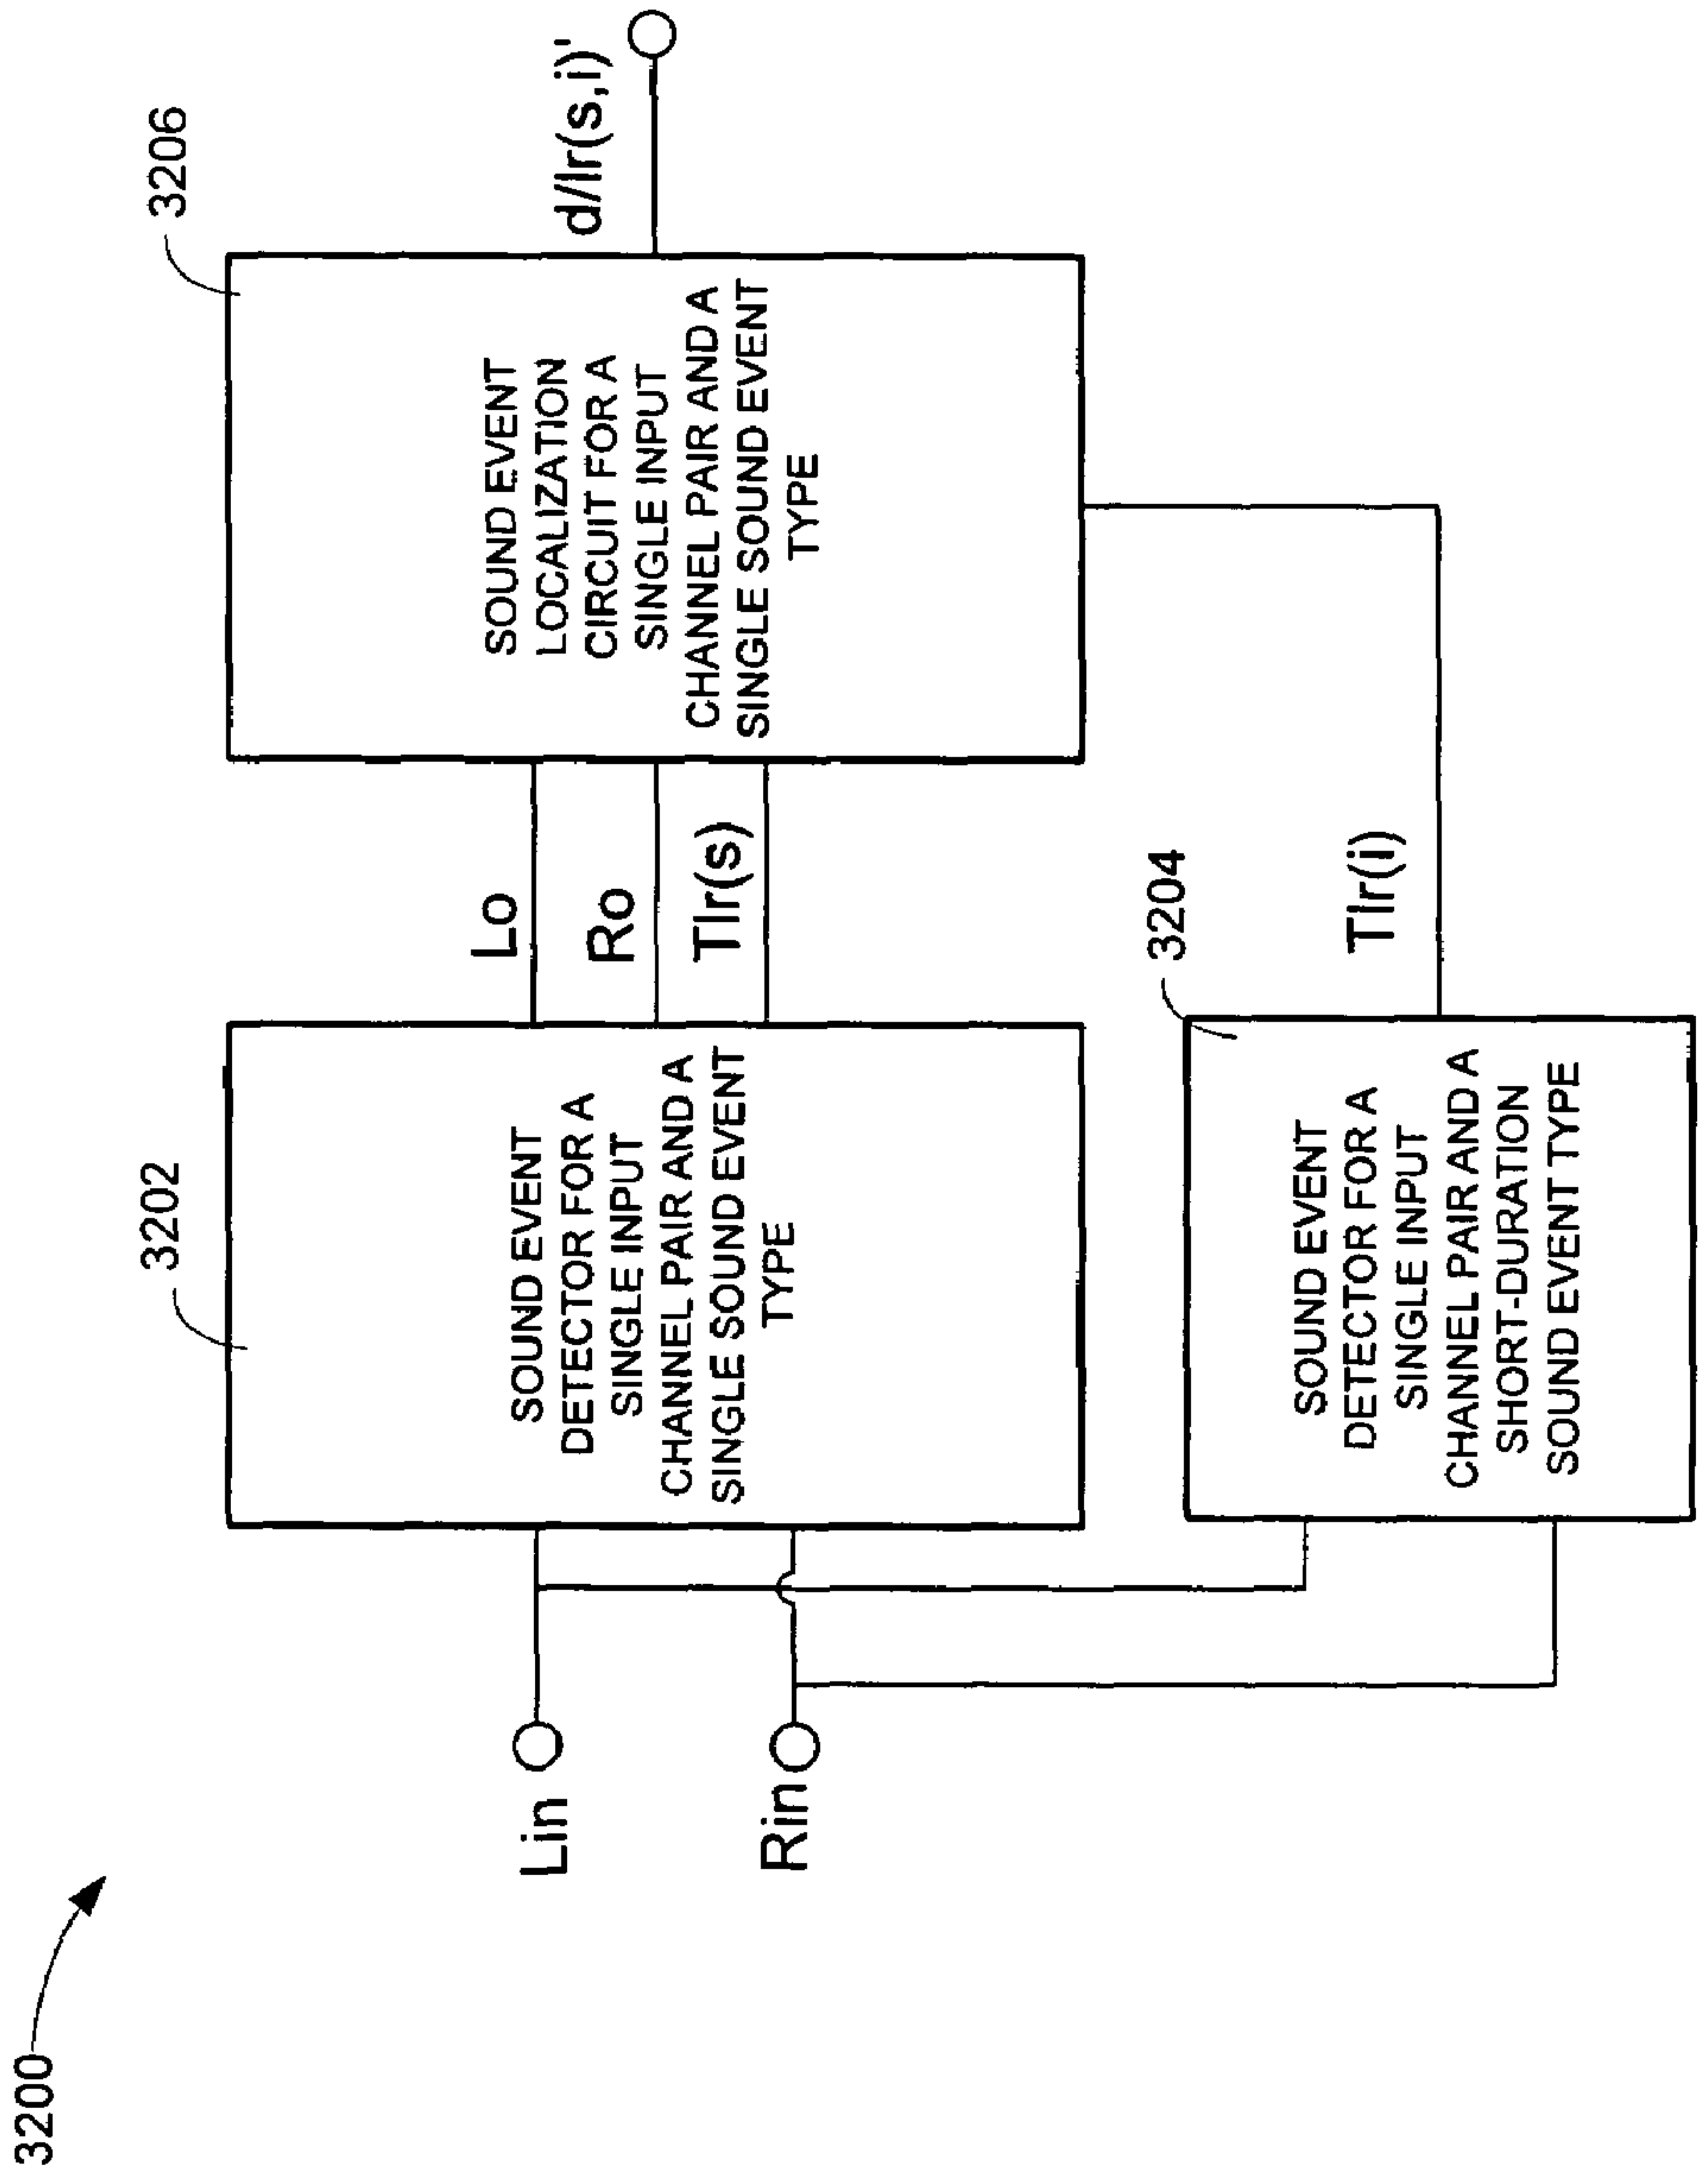 3200
3202
SOUND EVENT
DETECTOR FOR A
SINGLE INPUT
CHANNEL PAIR AND A
SINGLE SOUND EVENT
TYPE
3206
SOUND EVENT
LOCALIZATION
CIRCUIT FOR A
SINGLE INPUT
CHANNEL PAIR AND A
SINGLE SOUND EVENT
TYPE
Lin
Rin
Lo
Ro
Tlr(s)
d/lr(s,i)'
3204
SOUND EVENT
DETECTOR FOR A
SINGLE INPUT
CHANNEL PAIR AND A
SHORT-DURATION
SOUND EVENT TYPE
Tlr(i)